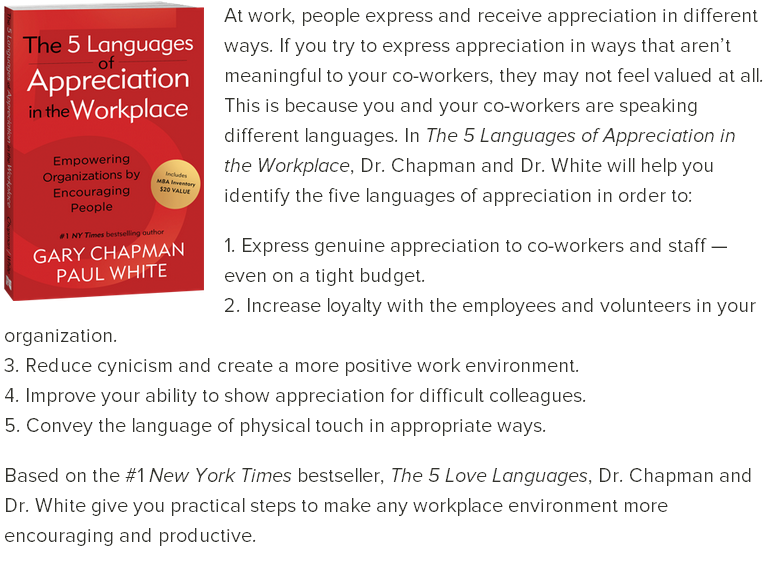 The 5 Languages
of
Appreciation
in the Workplace
Empowering
Organizations by
Encouraging
People
Includes
MBA Inventory
$20 VALUE
#1 NY Times bestselling author
GARY CHAPMAN
PAUL WHITE
At work, people express and receive appreciation in different
ways. If you try to express appreciation in ways that aren’t
meaningful to your co-workers, they may not feel valued at all.
This is because you and your co-workers are speaking
different languages. In The 5 Languages of Appreciation in
the Workplace, Dr. Chapman and Dr. White will help you
identify the five languages of appreciation in order to:
1. Express genuine appreciation to co-workers and staff —
even on a tight budget.
2. Increase loyalty with the employees and volunteers in your
organization.
3. Reduce cynicism and create a more positive work environment.
4. Improve your ability to show appreciation for difficult colleagues.
5. Convey the language of physical touch in appropriate ways.
Based on the #1 New York Times bestseller, The 5 Love Languages, Dr. Chapman and
Dr. White give you practical steps to make any workplace environment more
encouraging and productive.